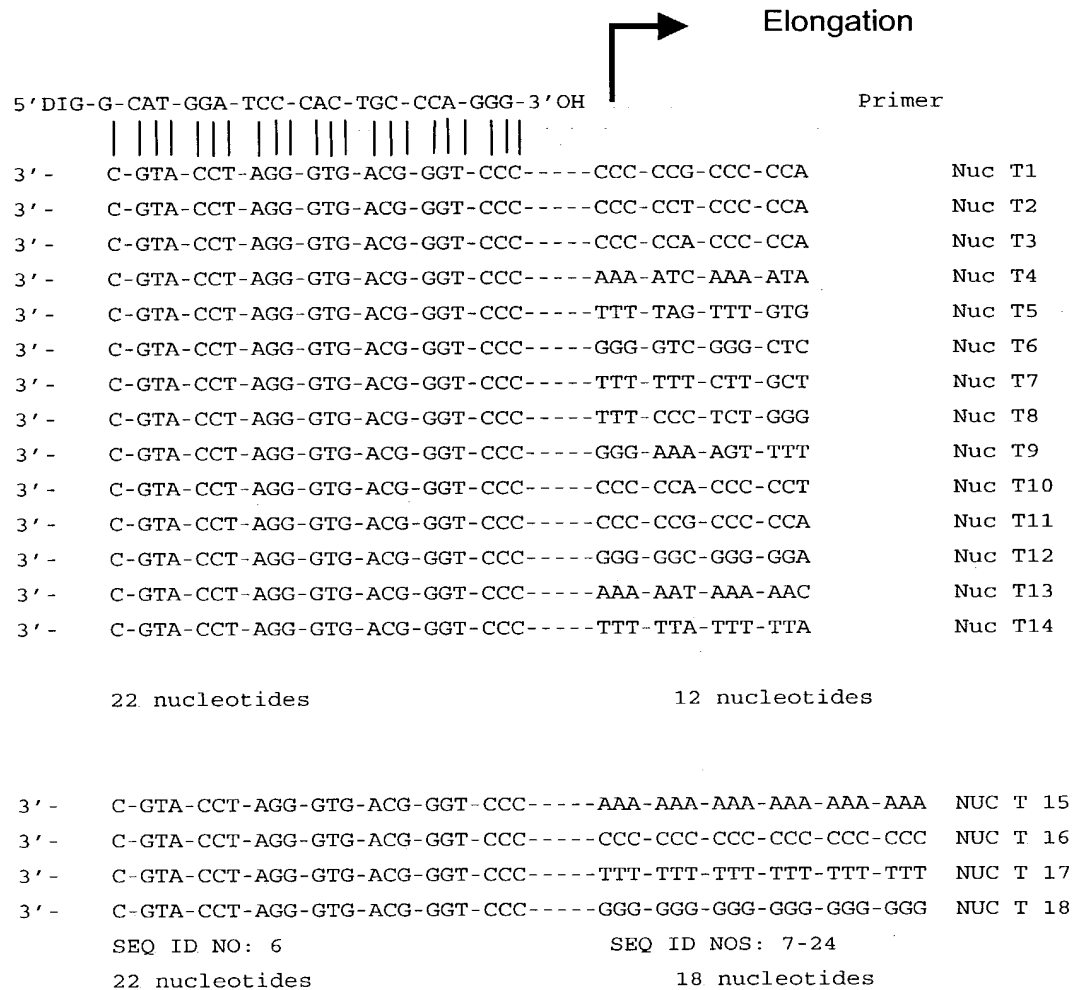 Elongation
5'DIG-G-CAT-GGA-TCC-CAC-TGC-CCA-GGG-3'OH Primer
3'- C-GTA-CCT-AGG-GTG-ACG-GGT-CCC-----CCC-CCG-CCC-CCA Nuc T1
3'- C-GTA-CCT-AGG-GTG-ACG-GGT-CCC-----CCC-CCT-CCC-CCA Nuc T2
3'- C-GTA-CCT-AGG-GTG-ACG-GGT-CCC-----CCC-CCA-CCC-CCA Nuc T3
3'- C-GTA-CCT-AGG-GTG-ACG-GGT-CCC-----AAA-ATC-AAA-ATA Nuc T4
3'- C-GTA-CCT-AGG-GTG-ACG-GGT-CCC-----TTT-TAG-TTT-GTG Nuc T5
3'- C-GTA-CCT-AGG-GTG-ACG-GGT-CCC-----GGG-GTC-GGG-CTC Nuc T6
3'- C-GTA-CCT-AGG-GTG-ACG-GGT-CCC-----TTT-TTT-CTT-GCT Nuc T7
3'- C-GTA-CCT-AGG-GTG-ACG-GGT-CCC-----TTT-CCC-TCT-GGG Nuc T8
3'- C-GTA-CCT-AGG-GTG-ACG-GGT-CCC-----GGG-AAA-AGT-TTT Nuc T9
3'- C-GTA-CCT-AGG-GTG-ACG-GGT-CCC-----CCC-CCA-CCC-CCT Nuc T10
3'- C-GTA-CCT-AGG-GTG-ACG-GGT-CCC-----CCC-CCG-CCC-CCA Nuc T11
3'- C-GTA-CCT-AGG-GTG-ACG-GGT-CCC-----GGG-GGC-GGG-GGA Nuc T12
3'- C-GTA-CCT-AGG-GTG-ACG-GGT-CCC-----AAA-AAT-AAA-AAC Nuc T13
3'- C-GTA-CCT-AGG-GTG-ACG-GGT-CCC-----TTT-TTA-TTT-TTA Nuc T14
22 nucleotides 12 nucleotides
3'- C-GTA-CCT-AGG-GTG-ACG-GGT-CCC-----AAA-AAA-AAA-AAA-AAA-AAA NUC T 15
3'- C-GTA-CCT-AGG-GTG-ACG-GGT-CCC-----CCC-CCC-CCC-CCC-CCC-CCC NUC T 16
3'- C-GTA-CCT-AGG-GTG-ACG-GGT-CCC-----TTT-TTT-TTT-TTT-TTT-TTT NUC T 17
3'- C-GTA-CCT-AGG-GTG-ACG-GGT-CCC-----GGG-GGG-GGG-GGG-GGG-GGG NUC T 18
SEQ ID NO: 6 SEQ ID NOS: 7-24
22 nucleotides 18 nucleotides